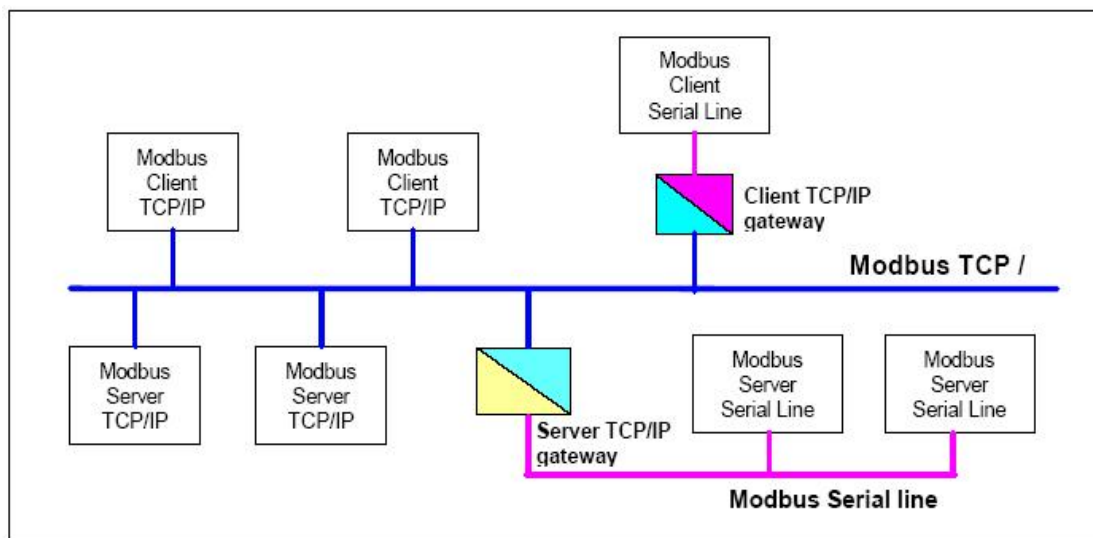 Modbus
Client
Serial Line
Modbus
Client
TCP/IP
Modbus
Client
TCP/IP
Client TCP/IP
gateway
Modbus TCP /
Modbus
Server
TCP/IP
Modbus
Server
TCP/IP
Server TCP/IP
gateway
Modbus
Server
Serial Line
Modbus
Server
Serial Line
Modbus Serial line